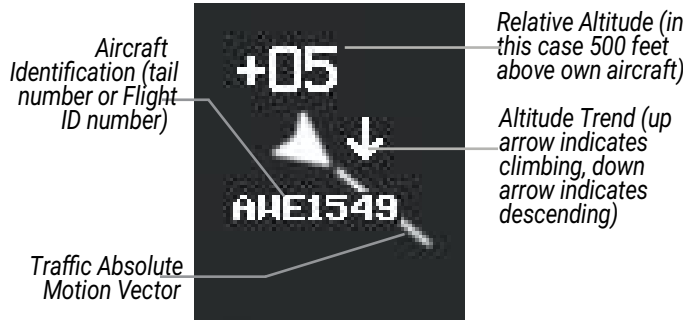 Aircraft
Identification (tail
number or Flight
ID number)
+05
AWE1549
Traffic Absolute
Motion Vector
Relative Altitude (in
this case 500 feet
above own aircraft)
Altitude Trend (up
arrow indicates
climbing, down
arrow indicates
descending)